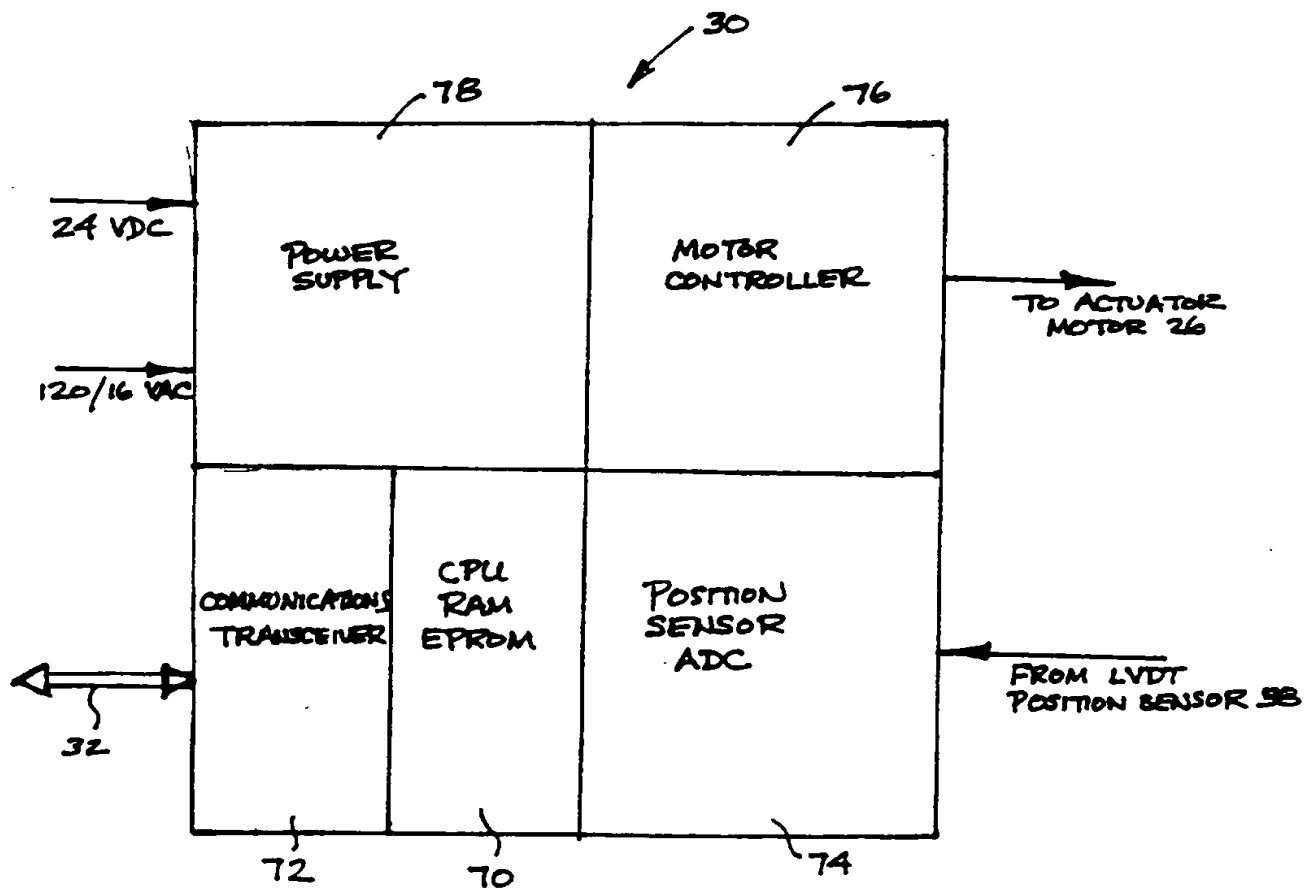 30
78
76
24 VDC
POWER
SUPPLY
MOTOR
CONTROLLER
TO ACTUATOR
MOTOR 26
120/16 VAC
COMMUNICATIONS
TRANSCEIVER
CPU
RAM
EPROM
POSITION
SENSOR
ADC
FROM LVDT
POSITION SENSOR
32
72
70
74